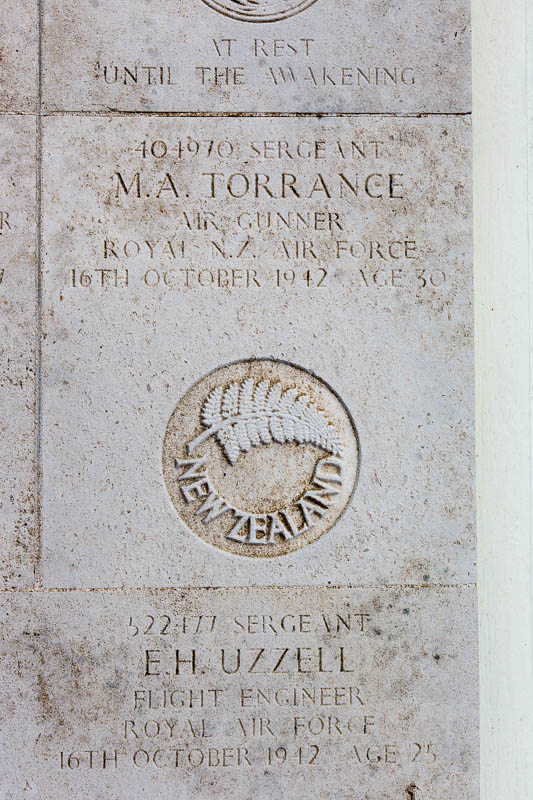 AT REST
UNTIL THE AWAKENING
404970 SERGEANT
M.A. TORRANCE
AIR GUNNER
ROYAL N.Z. AIR FORCE
16TH OCTOBER 1942 AGE 30
NEW ZEALAND
522477 SERGEANT
E.H. UZZELL
FLIGHT ENGINEER
ROYAL AIR FORCE
16TH OCTOBER 1942 AGE 25